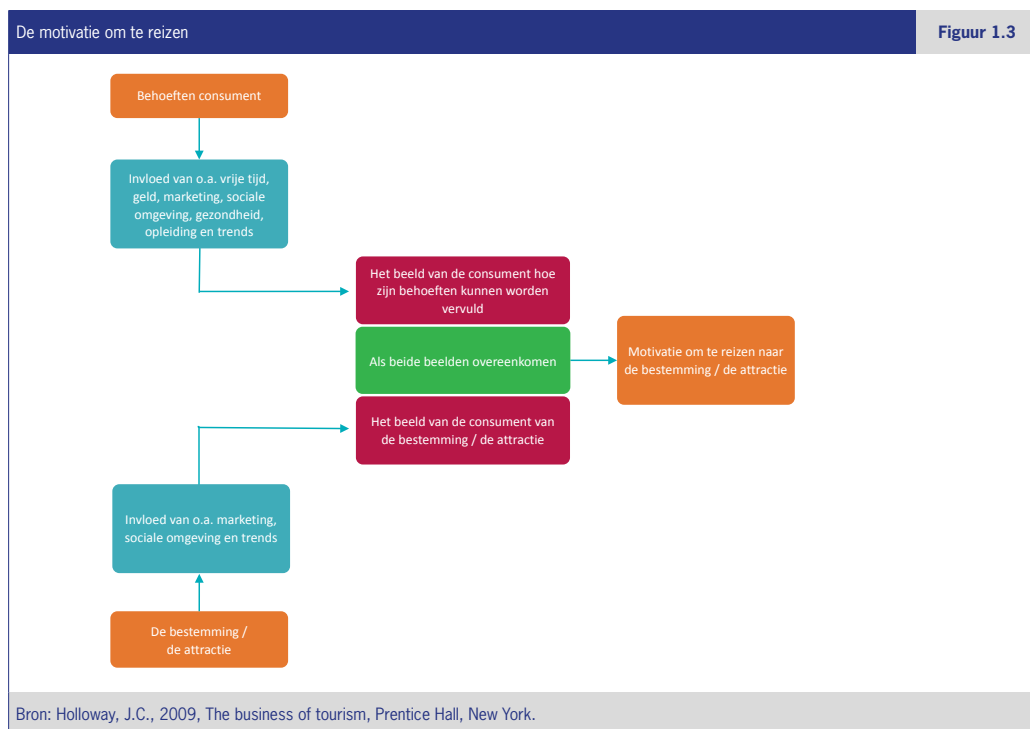 De motivatie om te reizen
Figuur 1.3
Behoeften consument
Invloed van o.a. vrije tijd,
geld, marketing, sociale
omgeving, gezondheid,
opleiding en trends
Het beeld van de consument hoe
zijn behoeften kunnen worden
vervuld
Als beide beelden overeenkomen
Motivatie om te reizen naar
de bestemming / de attractie
Het beeld van de consument van
de bestemming / de attractie
Invloed van o.a. marketing,
sociale omgeving en trends
De bestemming /
de attractie
Bron: Holloway, J.C., 2009, The business of tourism, Prentice Hall, New York.